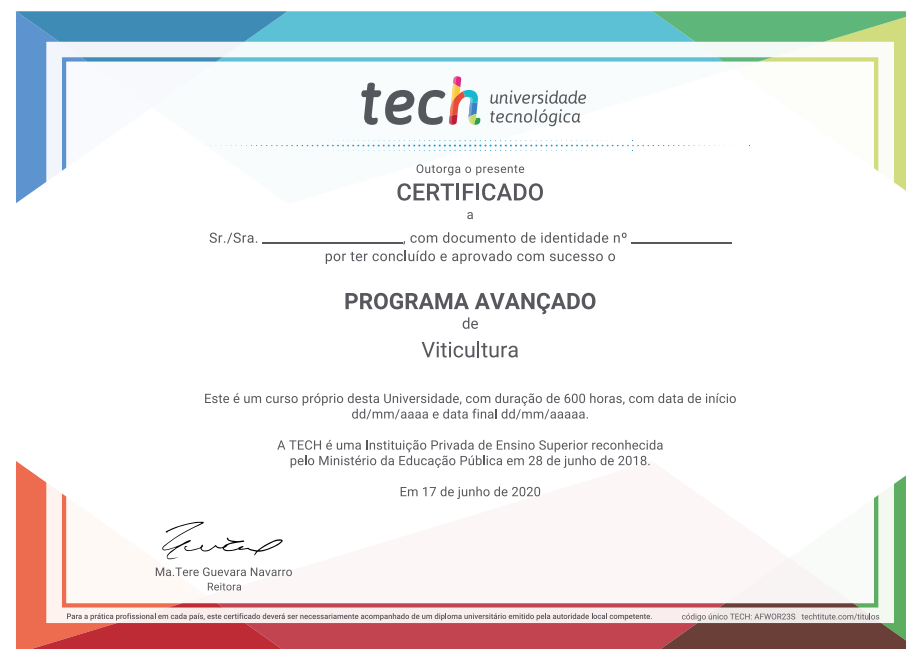 tech universidade
tecnológica
Outorga o presente
CERTIFICADO
a
Sr./Sra. ________________, com documento de identidade nº ____________
por ter concluído e aprovado com sucesso o
PROGRAMA AVANÇADO
de
Viticultura
Este é um curso próprio desta Universidade, com duração de 600 horas, com data de início
dd/mm/aaaa e data final dd/mm/aaaaa.
A TECH é uma Instituição Privada de Ensino Superior reconhecida
pelo Ministério da Educação Pública em 28 de junho de 2018.
Em 17 de junho de 2020
Ma.Tere Guevara Navarro
Reitora
Para a prática profissional em cada país, este certificado deverá ser necessariamente acompanhado de um diploma universitário emitido pela autoridade local competente. código único TECH: AFWOR23S techtitute.com/titulos